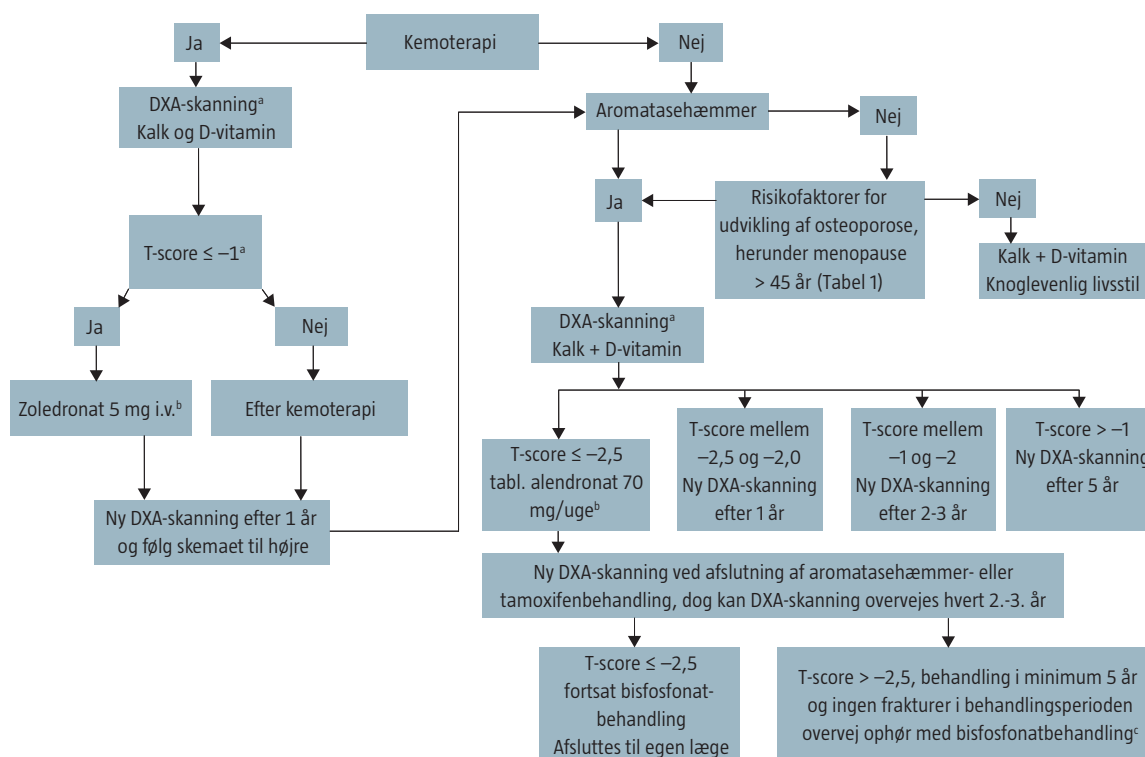 Kemoterapi
Ja
Nej
DXA-skanningᵃ
Kalk og D-vitamin
T-score ≤ –1ᵃ
Ja
Nej
Zoledronat 5 mg i.v.ᵇ
Efter kemoterapi
Ny DXA-skanning efter 1 år
og følg skemaet til højre
Aromatasehæmmer
Nej
Ja
Risikofaktorer for
udvikling af osteoporose,
herunder menopause
> 45 år (Tabel 1)
Nej
Kalk + D-vitamin
Knoglevenlig livsstil
DXA-skanningᵃ
Kalk + D-vitamin
T-score ≤ –2,5
tabl. alendronat 70
mg/ugeᵇ
T-score mellem
–2,5 og –2,0
Ny DXA-skanning
efter 1 år
T-score mellem
–1 og –2
Ny DXA-skanning
efter 2-3 år
T-score > –1
Ny DXA-skanning
efter 5 år
Ny DXA-skanning ved afslutning af aromatasehæmmer- eller
tamoxifenbehandling, dog kan DXA-skanning overvejes hvert 2.-3. år
T-score ≤ –2,5
fortsat bisfosfonat-
behandling
Afsluttes til egen læge
T-score > –2,5, behandling i minimum 5 år
og ingen frakturer i behandlingsperioden
overvej ophør med bisfosfonatbehandlingᶜ